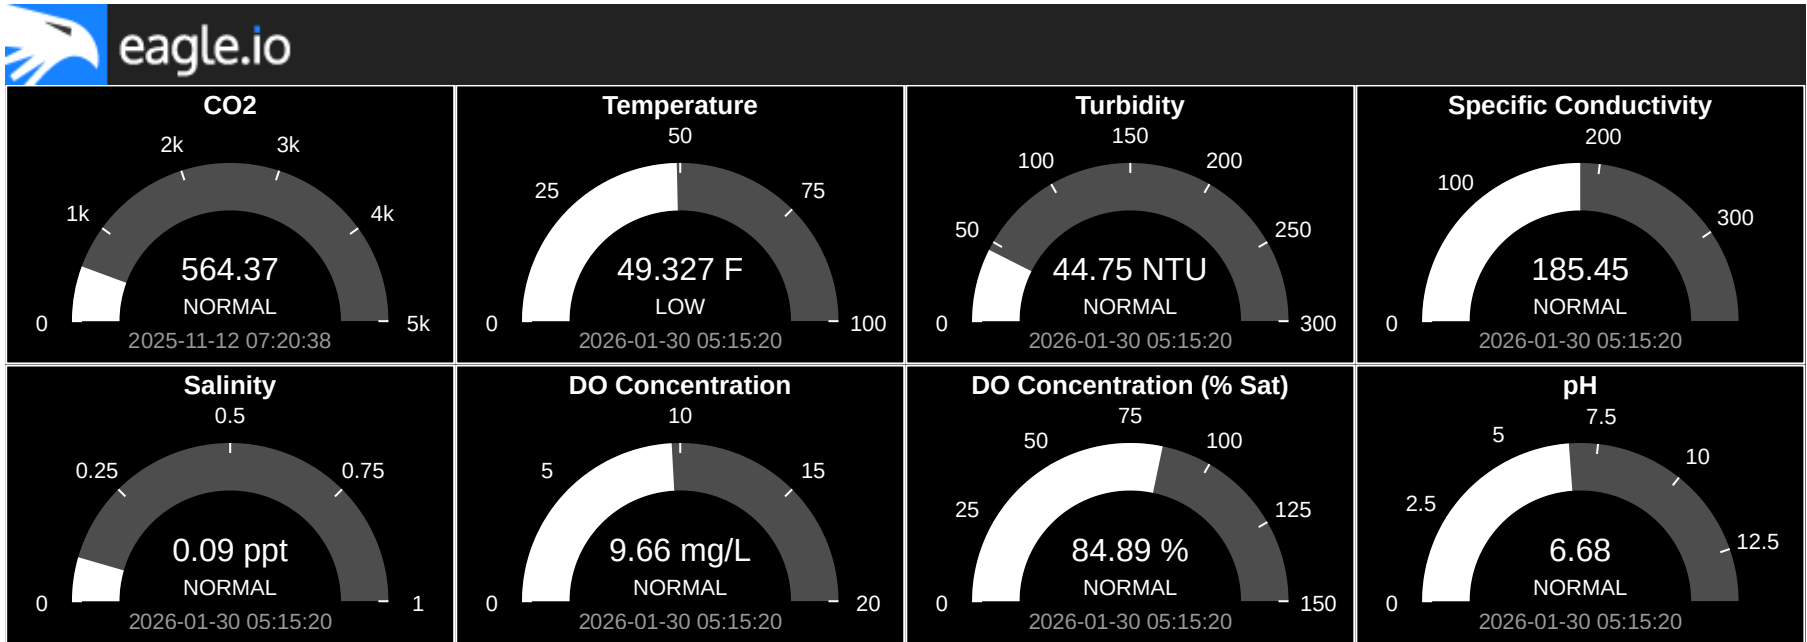 eagle.io
CO2
0
1k
2k
3k
4k
5k
564.37
NORMAL
2025-11-12 07:20:38
Temperature
0
25
50
75
100
49.327 F
LOW
2026-01-30 05:15:20
Turbidity
0
50
100
150
200
250
300
44.75 NTU
NORMAL
2026-01-30 05:15:20
Specific Conductivity
0
100
200
300
185.45
NORMAL
2026-01-30 05:15:20
Salinity
0
0.25
0.5
0.75
1
0.09 ppt
NORMAL
2026-01-30 05:15:20
DO Concentration
0
5
10
15
20
9.66 mg/L
NORMAL
2026-01-30 05:15:20
DO Concentration (% Sat)
0
25
50
75
100
125
150
84.89 %
NORMAL
2026-01-30 05:15:20
pH
0
2.5
5
7.5
10
12.5
6.68
NORMAL
2026-01-30 05:15:20